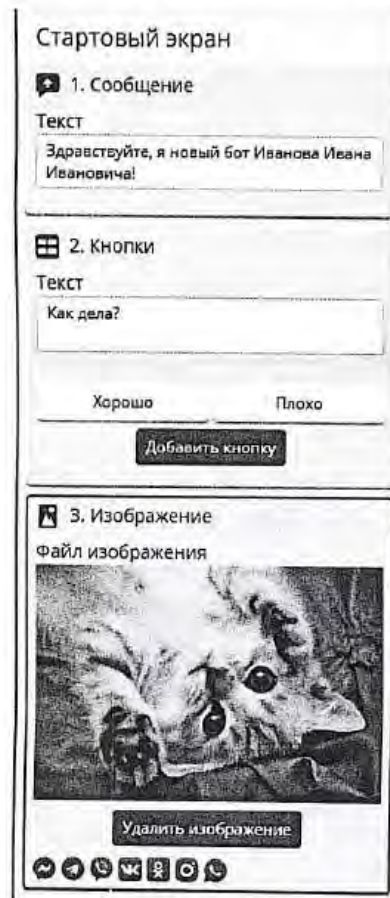 Стартовый экран
1. Сообщение
Текст
Здравствуйте, я новый бот Иванова Ивана
Ивановича!
2. Кнопки
Текст
Как дела?
Хорошо Плохо
Добавить кнопку
3. Изображение
Файл изображения
Удалить изображение